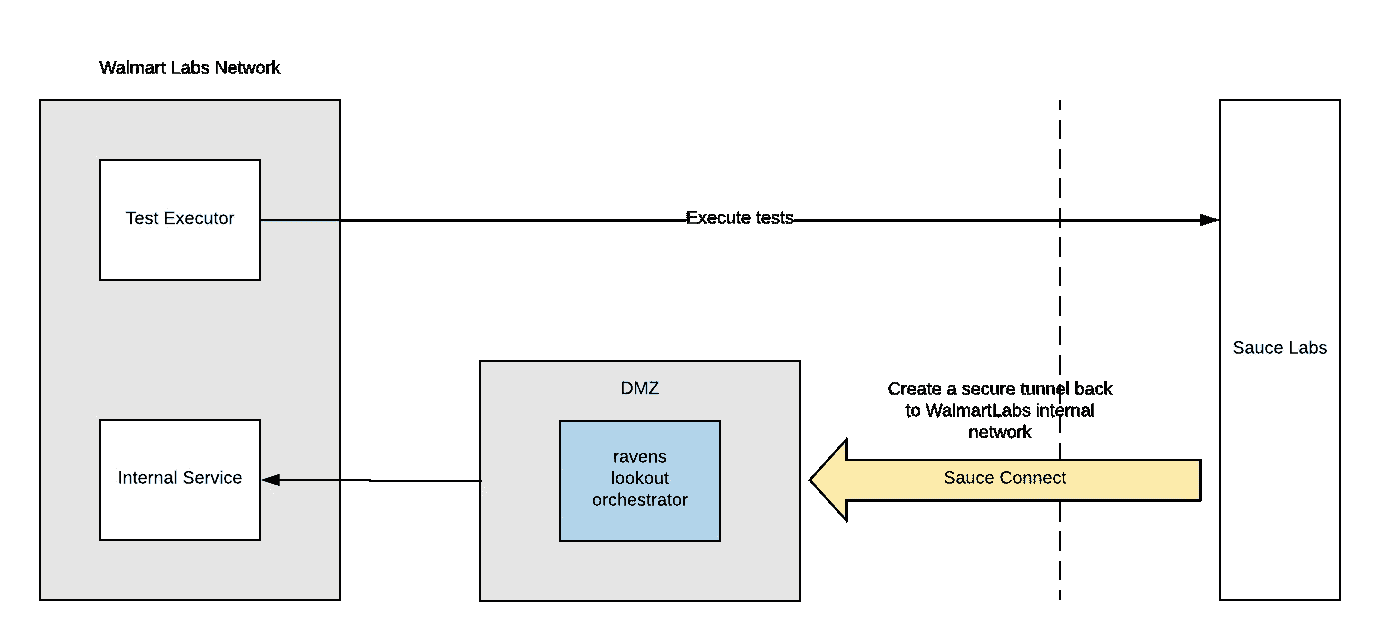 Walmart Labs Network
Test Executor
Execute tests
Sauce Labs
DMZ
Create a secure tunnel back
to WalmartLabs internal
network
ravens
lookout
orchestrator
Internal Service
Sauce Connect